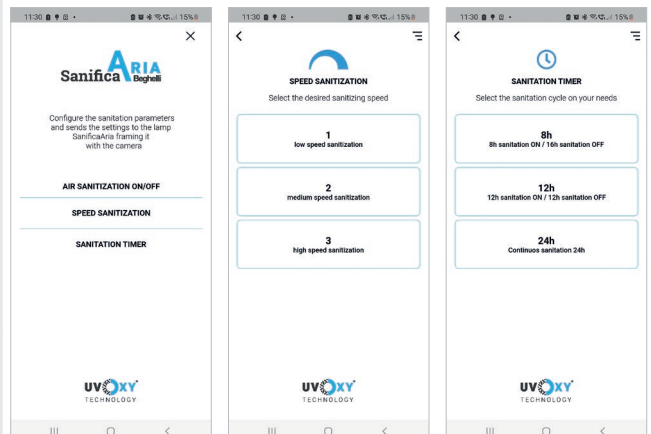 11:30
15%
Sanifica ARIA
Beghelli
Configure the sanitation parameters
and sends the settings to the lamp
SanificaAria framing it
with the camera
AIR SANITIZATION ON/OFF
SPEED SANITIZATION
SANITATION TIMER
UVOXY
TECHNOLOGY
11:30
15%
SPEED SANITIZATION
Select the desired sanitizing speed
1
low speed sanitization
2
medium speed sanitization
3
high speed sanitization
UVOXY
TECHNOLOGY
11:30
15%
SANITATION TIMER
Select the sanitation cycle on your needs
8h
8h sanitation ON / 16h sanitation OFF
12h
12h sanitation ON / 12h sanitation OFF
24h
Continuos sanitation 24h
UVOXY
TECHNOLOGY